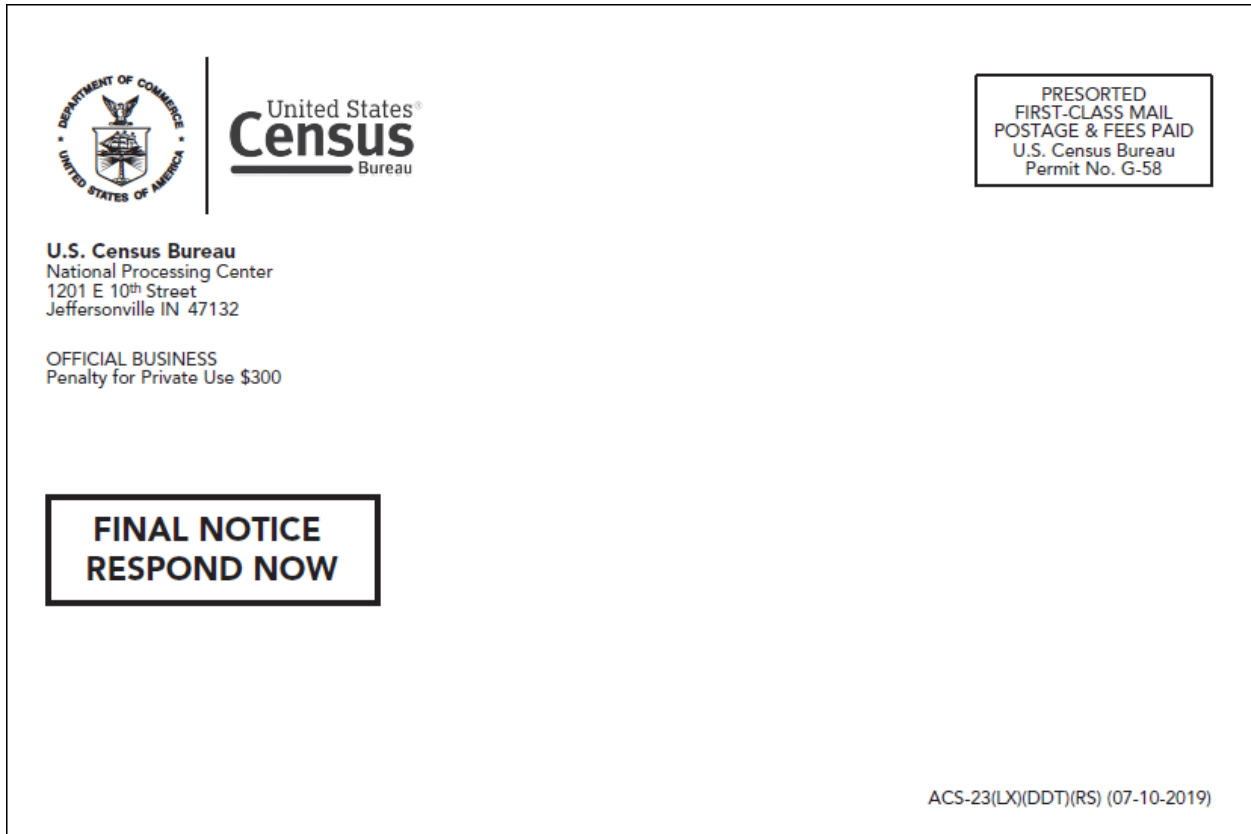 DEPARTMENT OF COMMERCE
UNITED STATES OF AMERICA
United States®
Census
Bureau
PRESORTED
FIRST-CLASS MAIL
POSTAGE & FEES PAID
U.S. Census Bureau
Permit No. G-58
U.S. Census Bureau
National Processing Center
1201 E 10th Street
Jeffersonville IN 47132
OFFICIAL BUSINESS
Penalty for Private Use $300
FINAL NOTICE
RESPOND NOW
ACS-23(LX)(DDT)(RS) (07-10-2019)